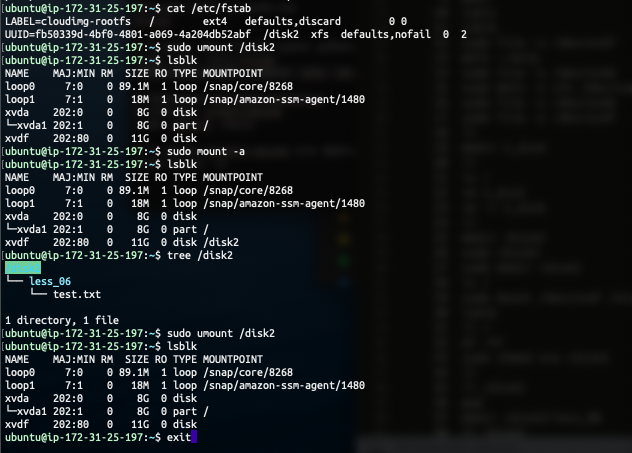 [ubuntu@ip-172-31-25-197:~$ cat /etc/fstab
LABEL=cloudimg-rootfs   /        ext4   defaults,discard        0 0
UUID=fb50339d-4bf0-4801-a069-4a204db52abf  /disk2  xfs  defaults,nofail  0  2
[ubuntu@ip-172-31-25-197:~$ sudo umount /disk2
[ubuntu@ip-172-31-25-197:~$ lsblk
NAME    MAJ:MIN RM  SIZE RO TYPE MOUNTPOINT
loop0     7:0    0 89.1M  1 loop /snap/core/8268
loop1     7:1    0   18M  1 loop /snap/amazon-ssm-agent/1480
xvda    202:0    0    8G  0 disk
└─xvda1 202:1    0    8G  0 part /
xvdf    202:80   0   11G  0 disk
[ubuntu@ip-172-31-25-197:~$ sudo mount -a
[ubuntu@ip-172-31-25-197:~$ lsblk
NAME    MAJ:MIN RM  SIZE RO TYPE MOUNTPOINT
loop0     7:0    0 89.1M  1 loop /snap/core/8268
loop1     7:1    0   18M  1 loop /snap/amazon-ssm-agent/1480
xvda    202:0    0    8G  0 disk
└─xvda1 202:1    0    8G  0 part /
xvdf    202:80   0   11G  0 disk /disk2
[ubuntu@ip-172-31-25-197:~$ tree /disk2
└── less_06
    └── test.txt
1 directory, 1 file
[ubuntu@ip-172-31-25-197:~$ sudo umount /disk2
[ubuntu@ip-172-31-25-197:~$ lsblk
NAME    MAJ:MIN RM  SIZE RO TYPE MOUNTPOINT
loop0     7:0    0 89.1M  1 loop /snap/core/8268
loop1     7:1    0   18M  1 loop /snap/amazon-ssm-agent/1480
xvda    202:0    0    8G  0 disk
└─xvda1 202:1    0    8G  0 part /
xvdf    202:80   0   11G  0 disk
ubuntu@ip-172-31-25-197:~$ exit